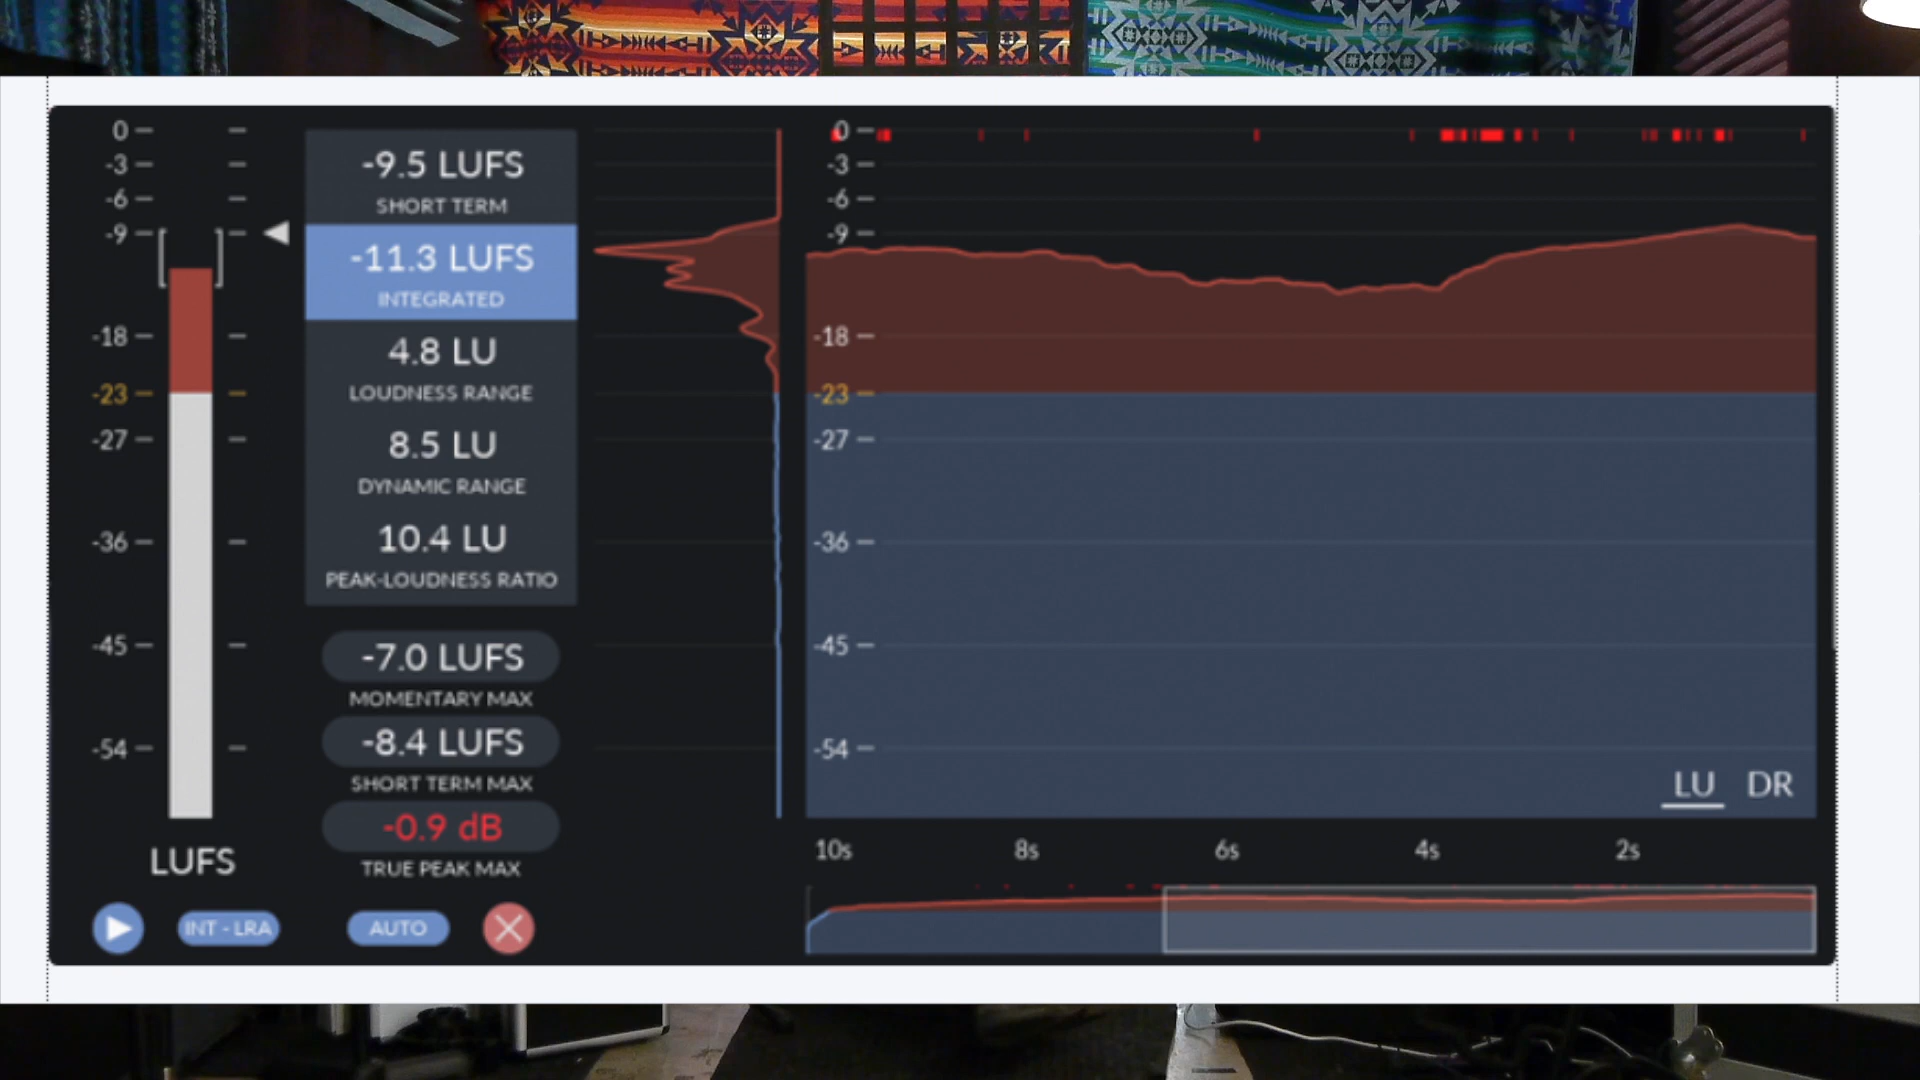 0
-3
-6
-9
-18
-23
-27
-36
-45
-54
LUFS
INT - LRA
-9.5 LUFS
SHORT TERM
-11.3 LUFS
INTEGRATED
4.8 LU
LOUDNESS RANGE
8.5 LU
DYNAMIC RANGE
10.4 LU
PEAK-LOUDNESS RATIO
-7.0 LUFS
MOMENTARY MAX
-8.4 LUFS
SHORT TERM MAX
-0.9 dB
TRUE PEAK MAX
AUTO
0
-3
-6
-9
-18
-23
-27
-36
-45
-54
LU DR
10s 8s 6s 4s 2s